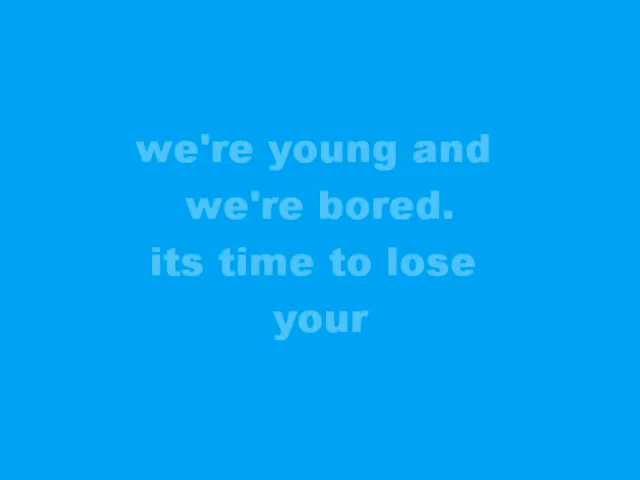 we're young and
we're bored.
its time to lose
your